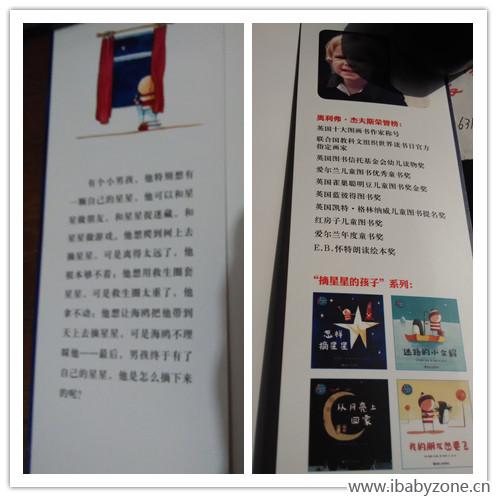 有个小男孩，他特别想有
一颗自己的星星，他可以和星
星做朋友，和星星捉迷藏，和星
星做游戏。他想爬到树上去
摘星星，可是离得太远了，他
根本够不着；他想用救生圈套
星星，可是救生圈太重了，他
拿不动；他想让海鸥把他带到
天上去摘星星，可是海鸥不理
睬他——最后，男孩终于有了
自己的星星，他是怎么摘下来
的呢？
奥利弗·杰夫斯荣誉榜：
英国十大图画书作家称号
联合国教科文组织世界读书日官方
指定画家
英国图书信托基金会幼儿读物奖
爱尔兰儿童图书优秀童书奖
英国雀巢聪明豆儿童图书奖金奖
英国蓝彼得图书奖
英国凯特·格林纳威儿童图书提名奖
红房子儿童图书奖
爱尔兰年度童书奖
E.B.怀特朗读绘本奖
“摘星星的孩子”系列：
怎样
摘星星
迷路的小企鹅
从月亮上
回家
我的朋友想要飞
631
www.ibabyzone.cn